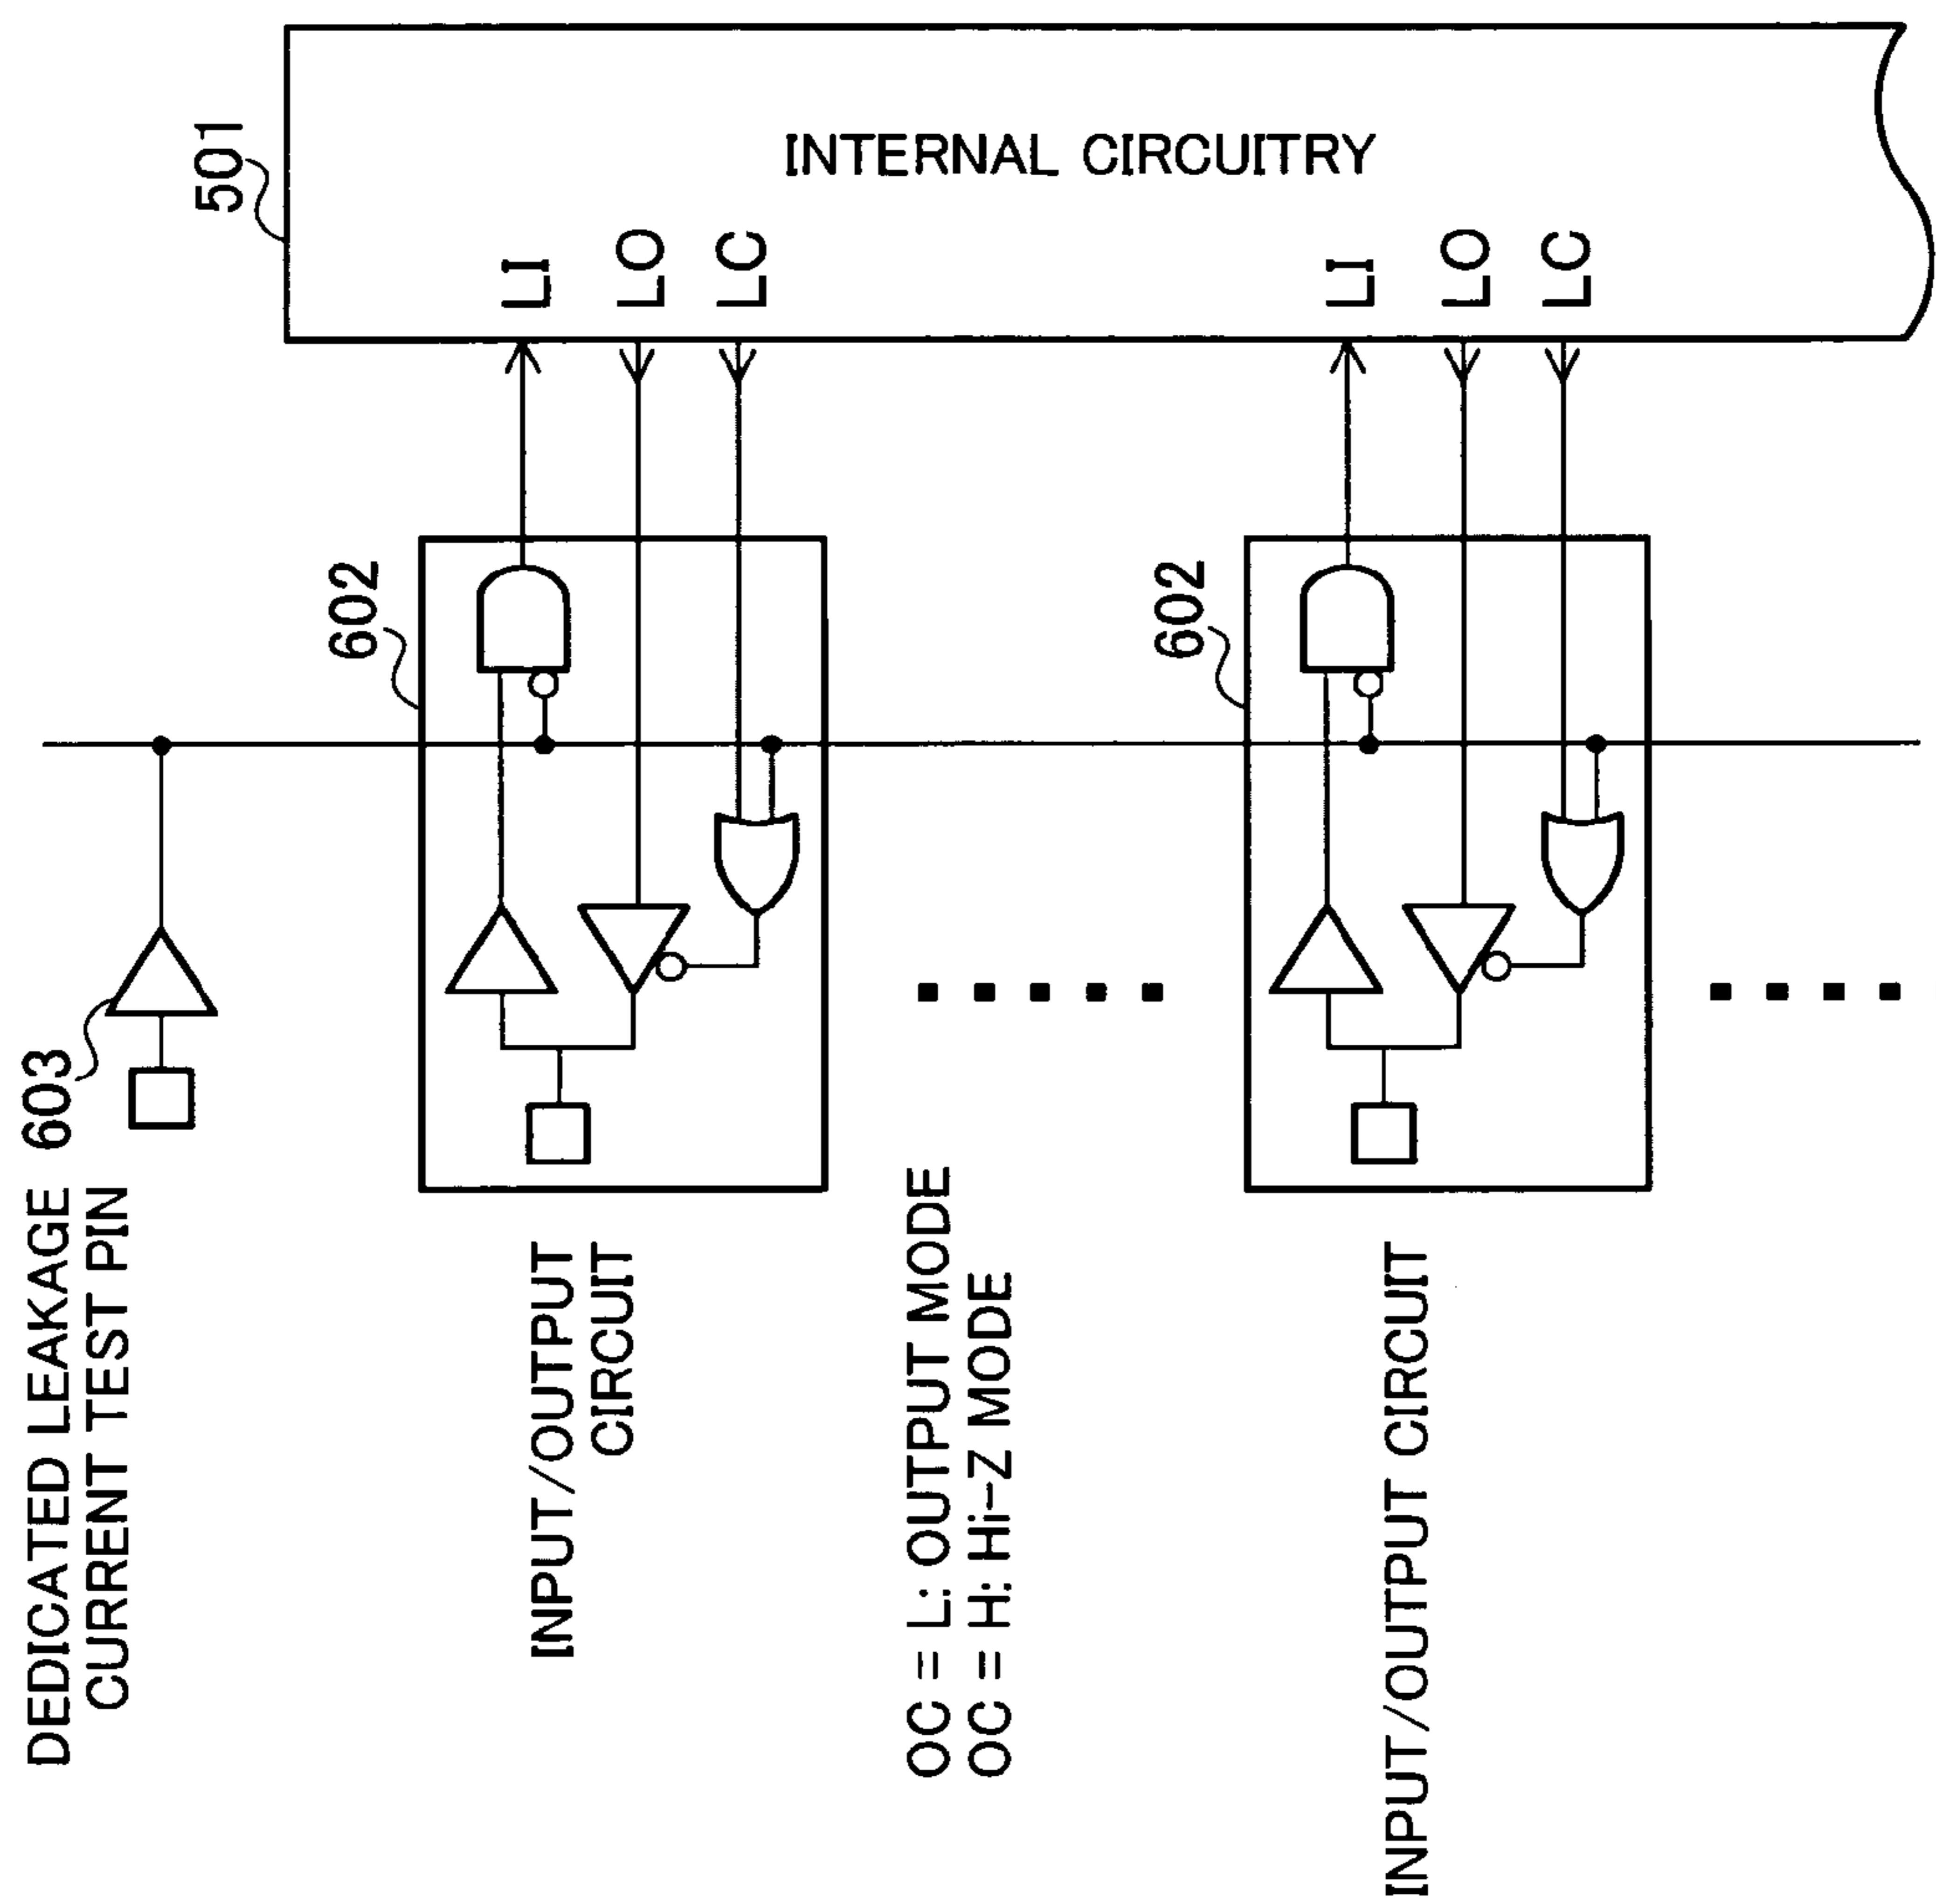 DEDICATED LEAKAGE 603
CURRENT TEST PIN
INPUT/OUTPUT
CIRCUIT
602
501
LI
LO
LC
INTERNAL CIRCUITRY
OC = L: OUTPUT MODE
OC = H: Hi-Z MODE
INPUT/OUTPUT CIRCUIT
602
LI
LO
LC